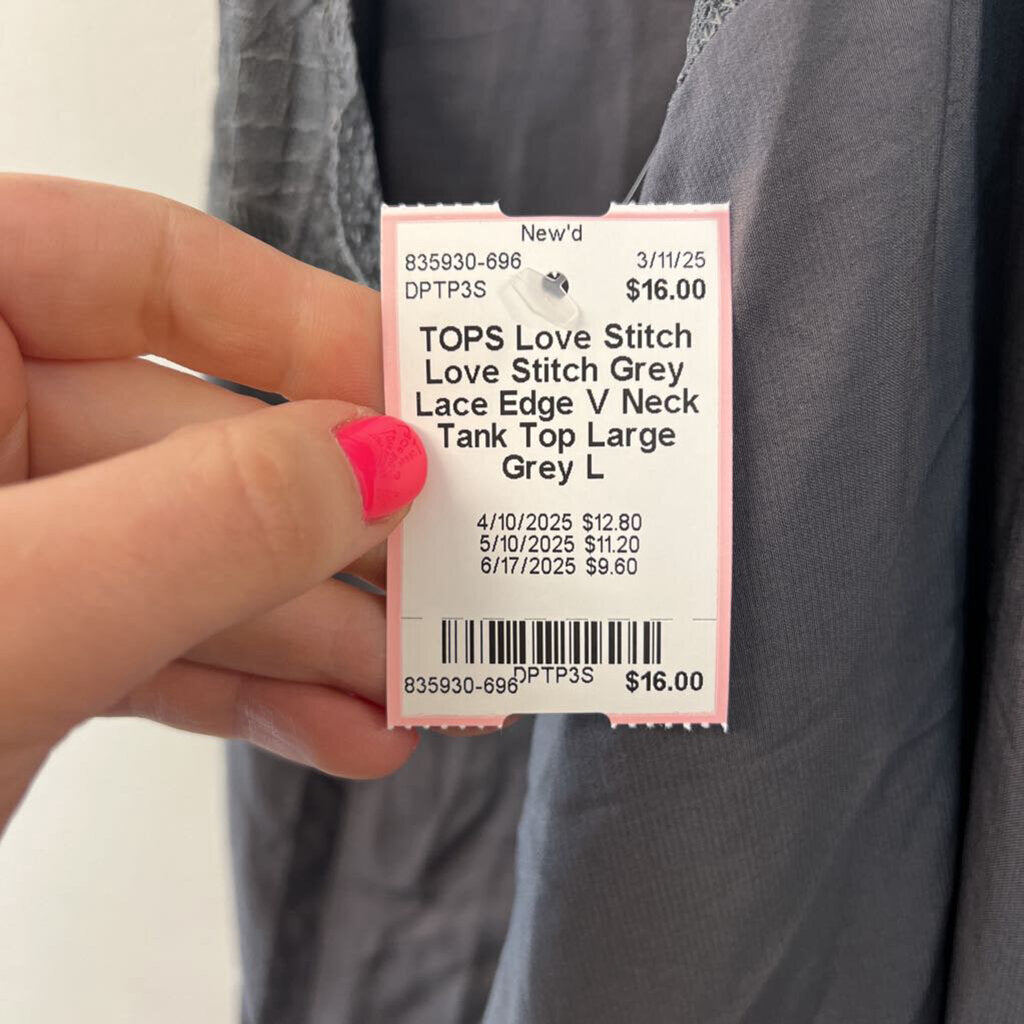 New'd
835930-696 3/11/25
DPTP3S $16.00
TOPS Love Stitch
Love Stitch Grey
Lace Edge V Neck
Tank Top Large
Grey L
4/10/2025 $12.80
5/10/2025 $11.20
6/17/2025 $9.60
835930-696 DPTP3S $16.00